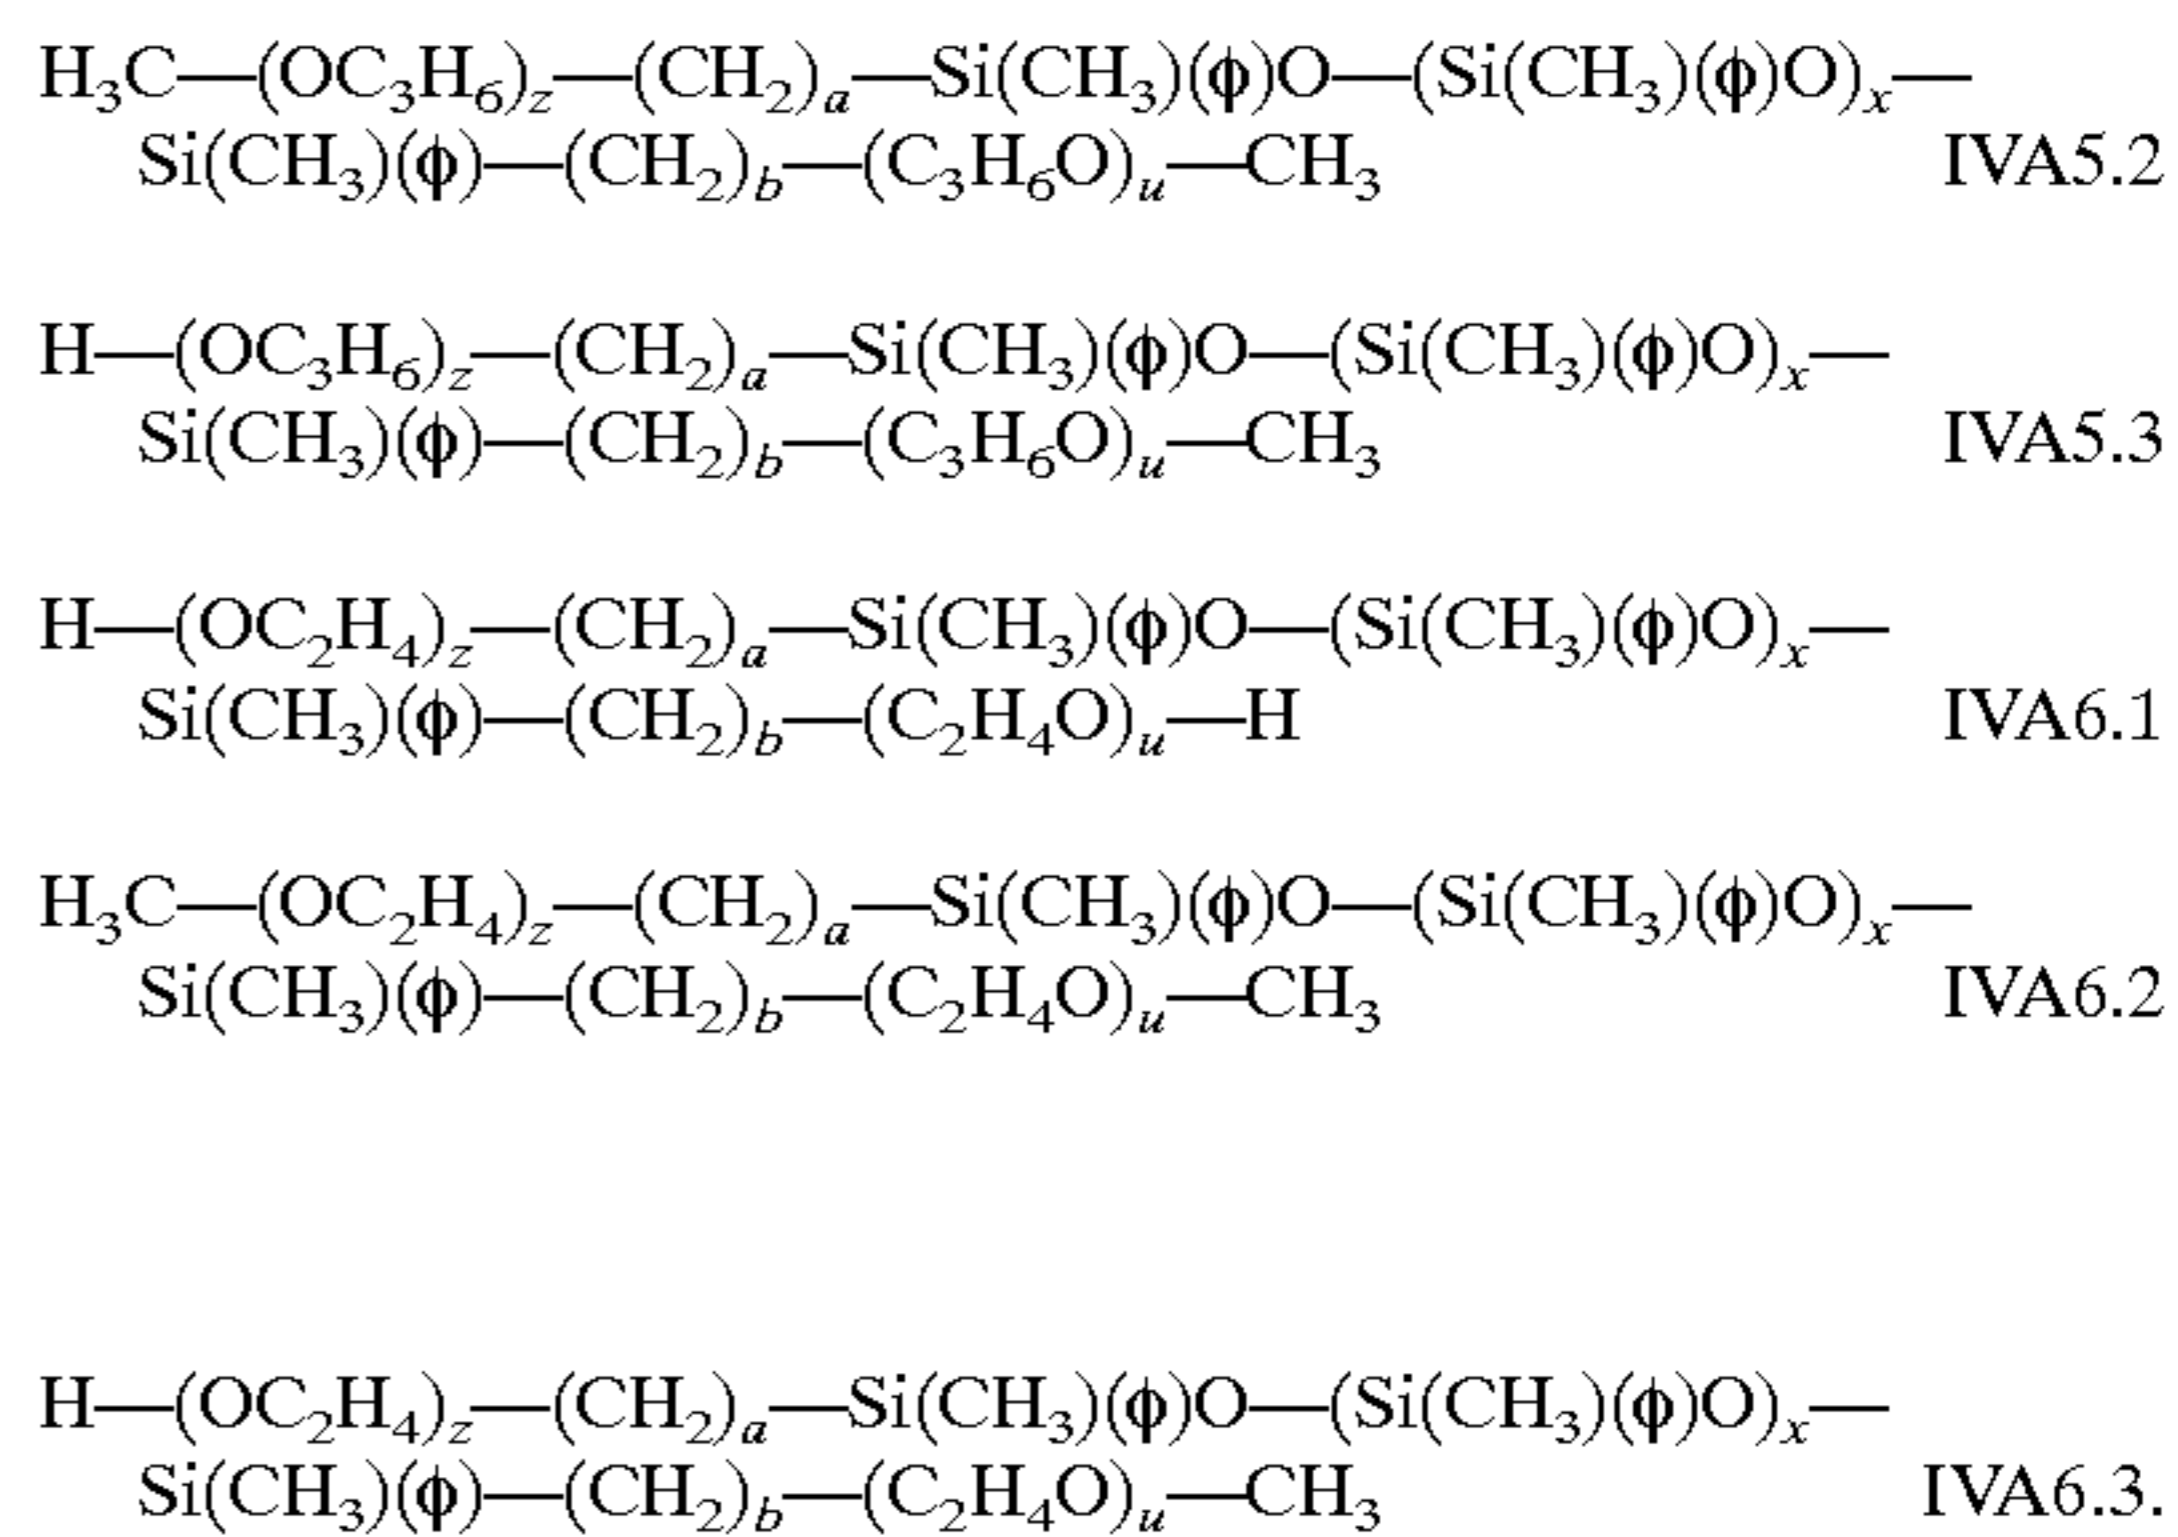 H₃C—(OC₃H₆)z—(CH₂)a—Si(CH₃)(ϕ)O—(Si(CH₃)(ϕ)O)x—
Si(CH₃)(ϕ)—(CH₂)b—(C₃H₆O)u—CH₃ IVA5.2
H—(OC₃H₆)z—(CH₂)a—Si(CH₃)(ϕ)O—(Si(CH₃)(ϕ)O)x—
Si(CH₃)(ϕ)—(CH₂)b—(C₃H₆O)u—CH₃ IVA5.3
H—(OC₂H₄)z—(CH₂)a—Si(CH₃)(ϕ)O—(Si(CH₃)(ϕ)O)x—
Si(CH₃)(ϕ)—(CH₂)b—(C₂H₄O)u—H IVA6.1
H₃C—(OC₂H₄)z—(CH₂)a—Si(CH₃)(ϕ)O—(Si(CH₃)(ϕ)O)x—
Si(CH₃)(ϕ)—(CH₂)b—(C₂H₄O)u—CH₃ IVA6.2
H—(OC₂H₄)z—(CH₂)a—Si(CH₃)(ϕ)O—(Si(CH₃)(ϕ)O)x—
Si(CH₃)(ϕ)—(CH₂)b—(C₂H₄O)u—CH₃ IVA6.3.